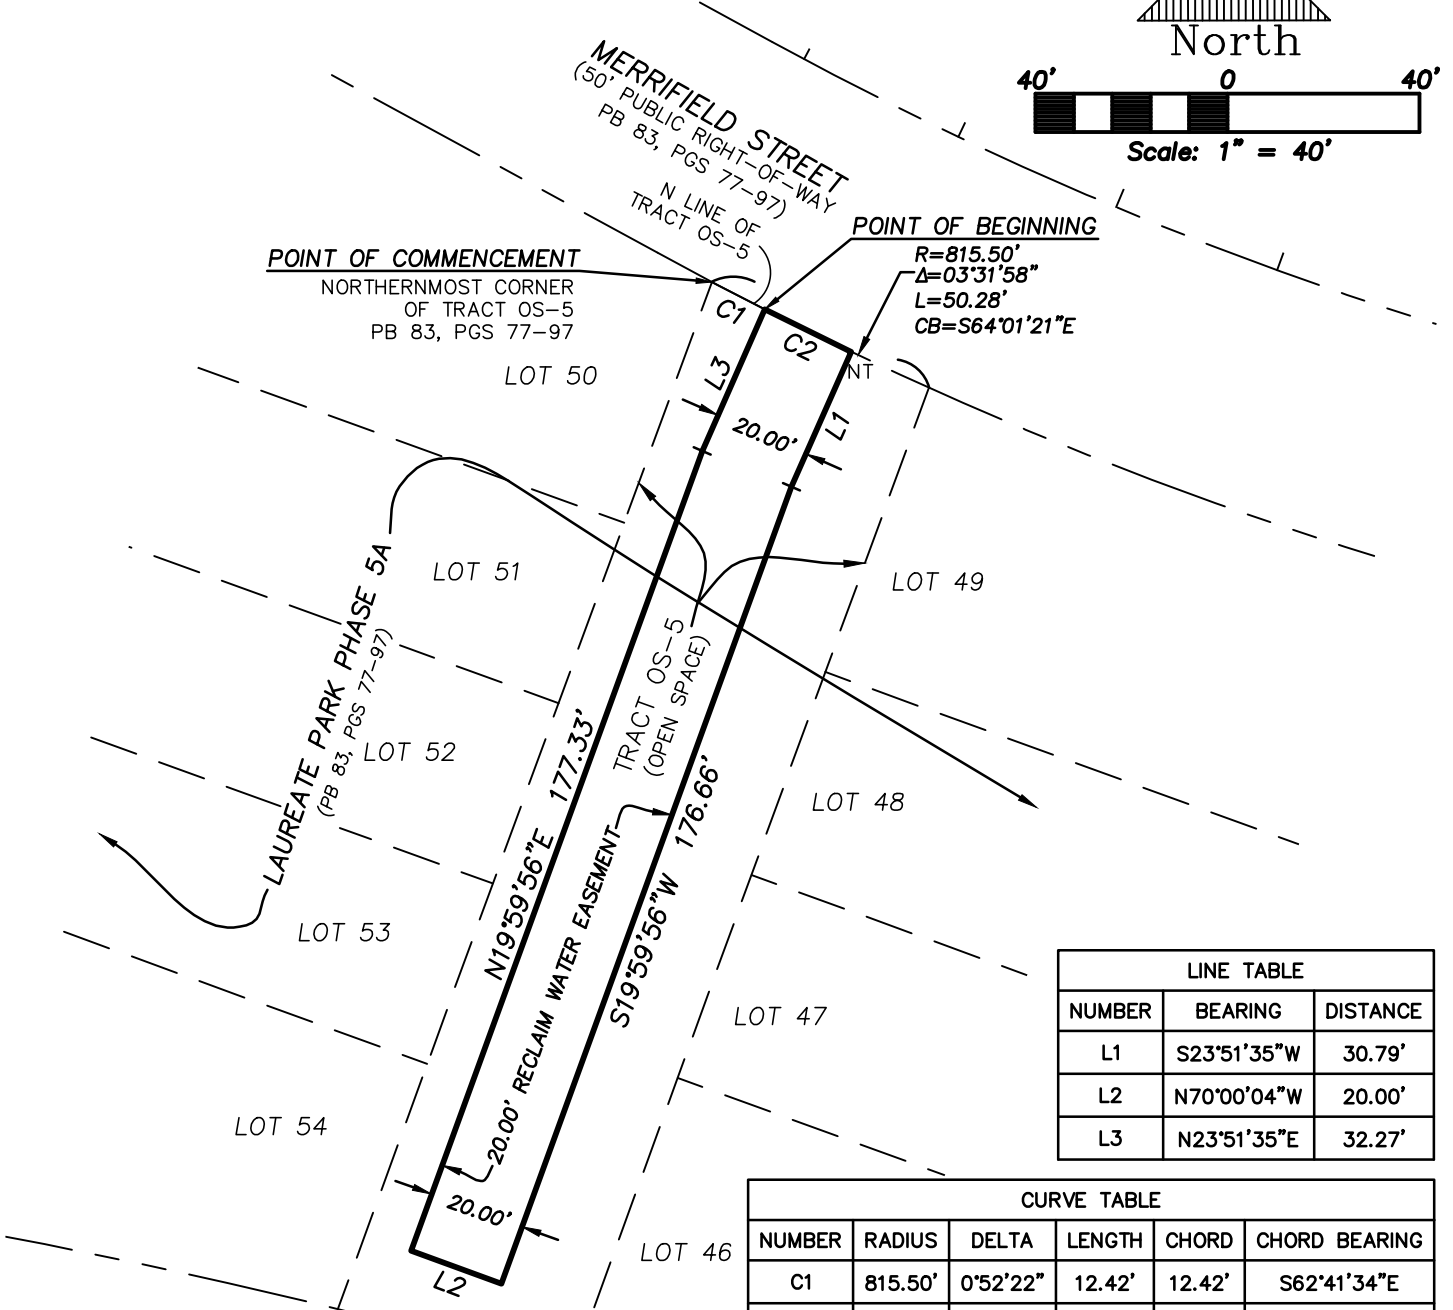 North
40' 0 40'
Scale: 1" = 40'
MERRIFIELD STREET
(50' PUBLIC RIGHT-OF-WAY
PB 83, PGS 77-97)
N LINE OF
TRACT OS-5
POINT OF BEGINNING
R=815.50'
Δ=03°31'58"
L=50.28'
CB=S64°01'21"E
POINT OF COMMENCEMENT
NORTHERNMOST CORNER
OF TRACT OS-5
PB 83, PGS 77-97
C1
C2
NT
L3
L1
20.00'
LOT 50
LOT 51
LOT 49
LAUREATE PARK PHASE 5A
(PB 83, PGS 77-97)
TRACT OS-5
(OPEN SPACE)
LOT 52
LOT 48
N19°59'56"E 177.33'
S19°59'56"W 176.66'
20.00' RECLAIM WATER EASEMENT
LOT 53
LOT 47
LOT 54
20.00'
L2
LOT 46
LINE TABLE
NUMBER BEARING DISTANCE
L1 S23°51'35"W 30.79'
L2 N70°00'04"W 20.00'
L3 N23°51'35"E 32.27'
CURVE TABLE
NUMBER RADIUS DELTA LENGTH CHORD CHORD BEARING
C1 815.50' 0°52'22" 12.42' 12.42' S62°41'34"E